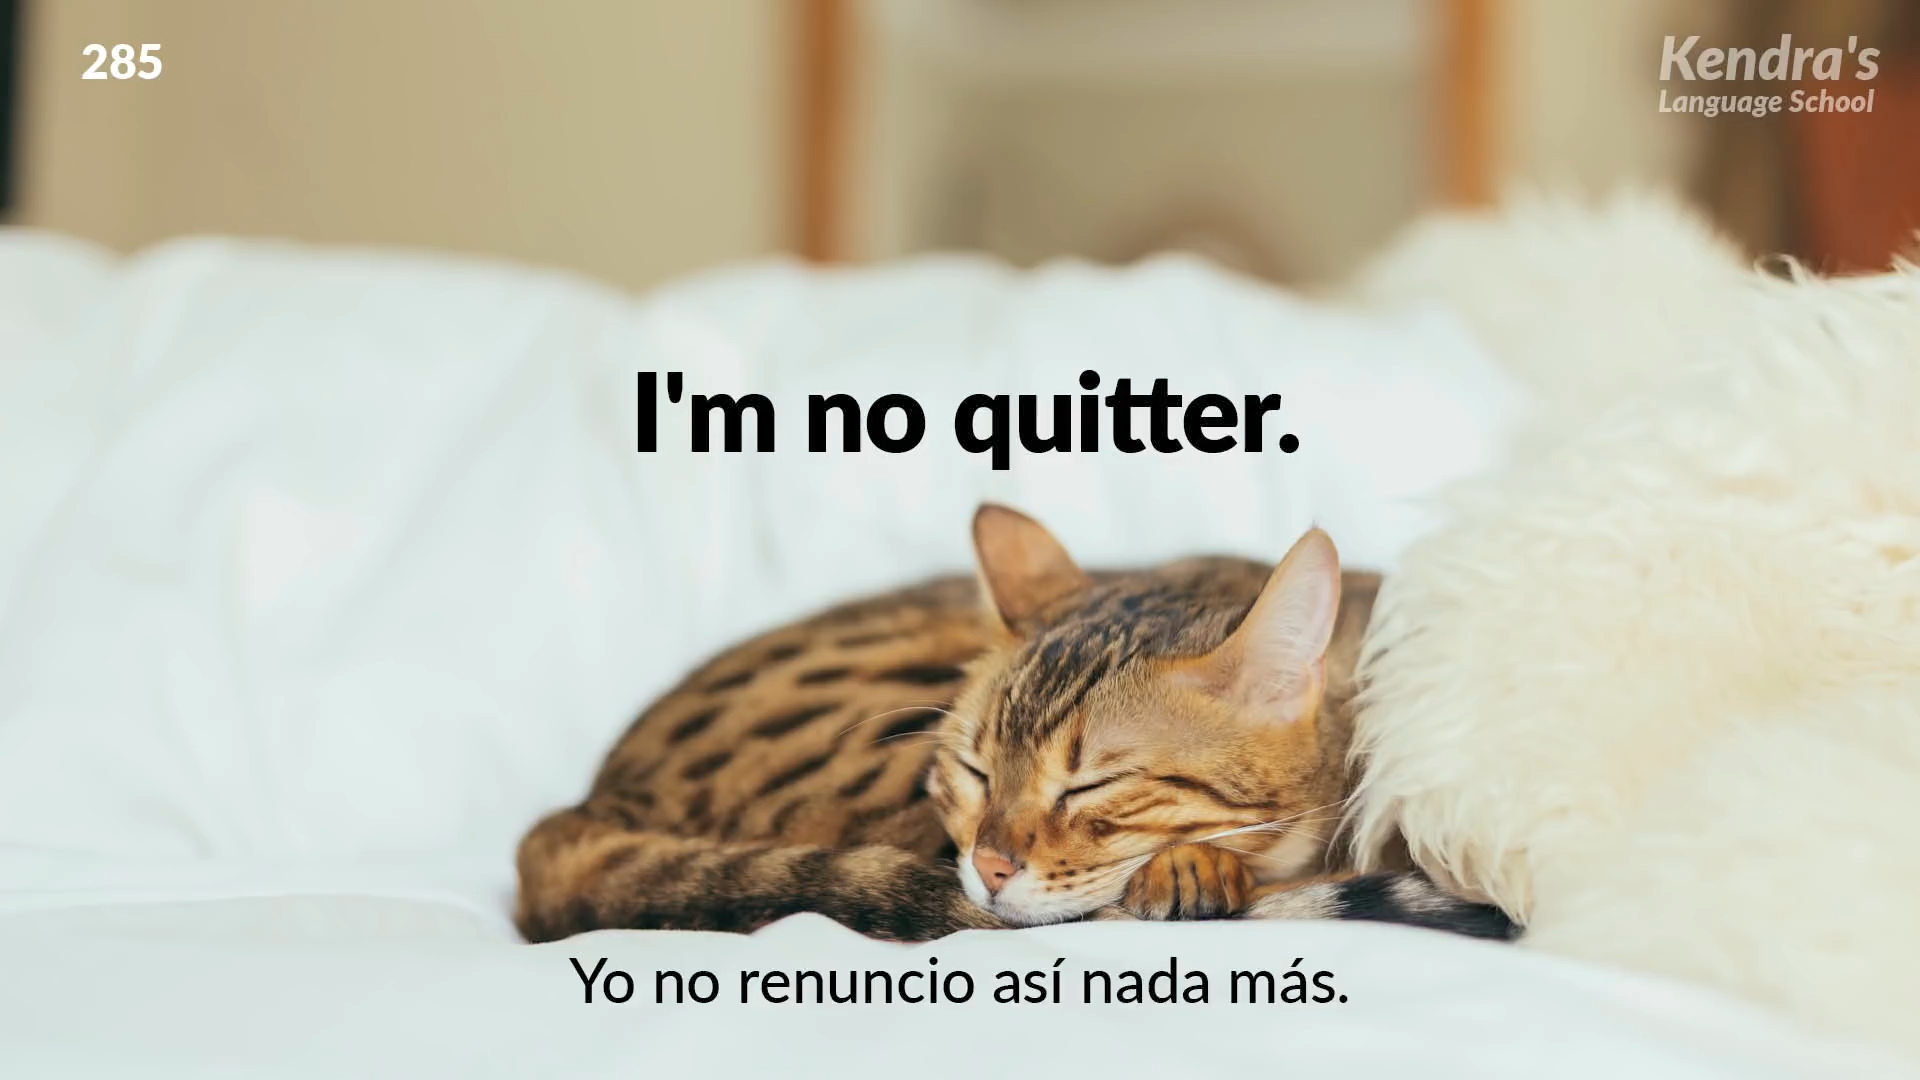 285
Kendra's
Language School
I'm no quitter.
Yo no renuncio así nada más.